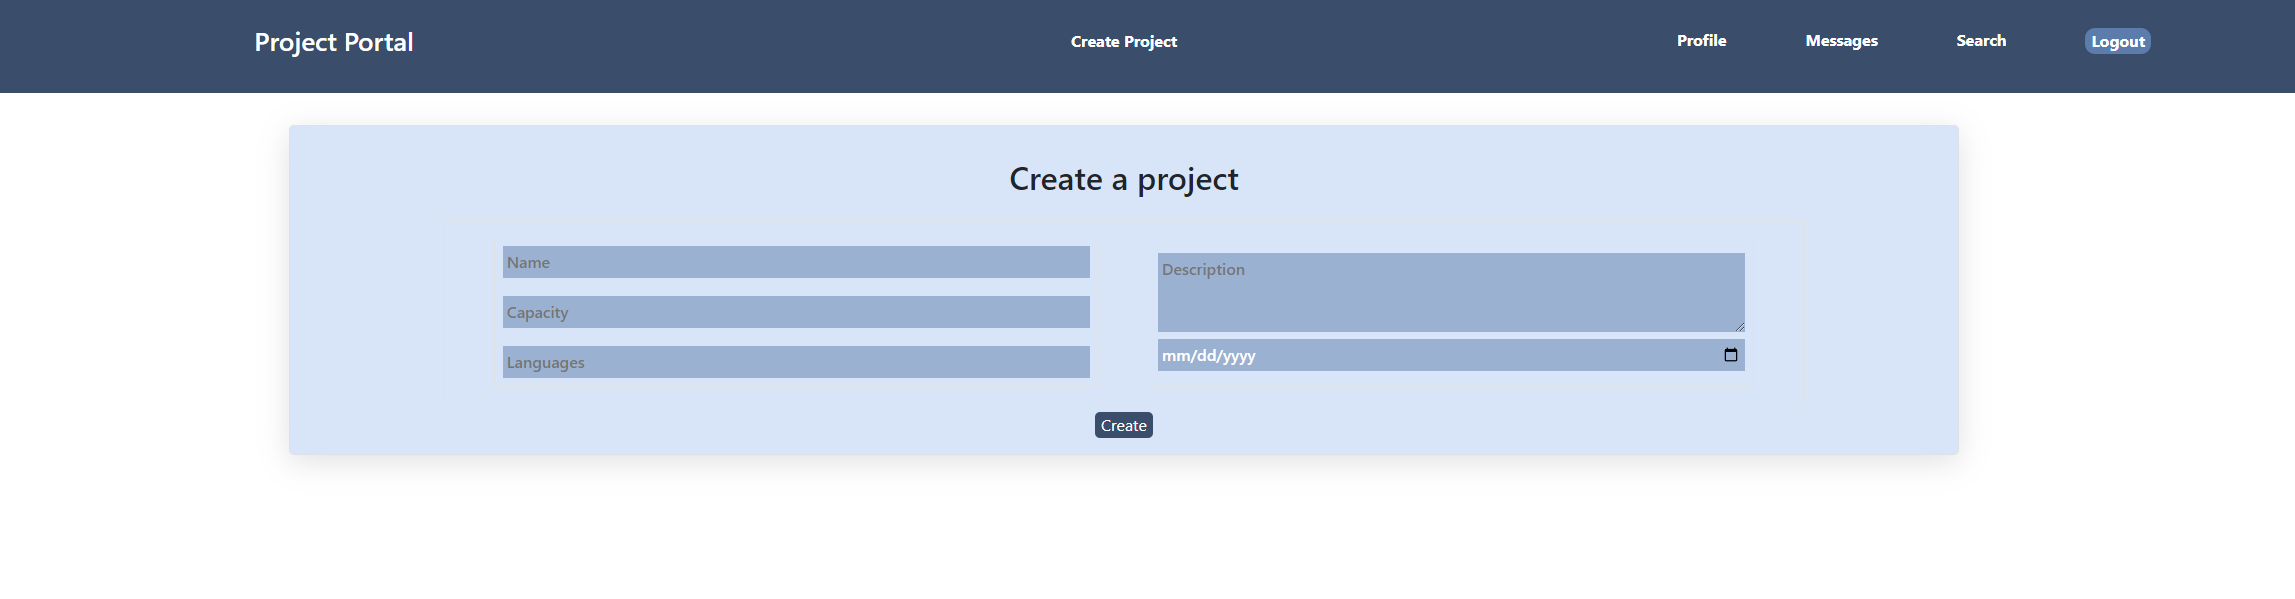 Project Portal
Create Project
Profile
Messages
Search
Logout
Create a project
Name
Capacity
Languages
Description
mm/dd/yyyy
Create